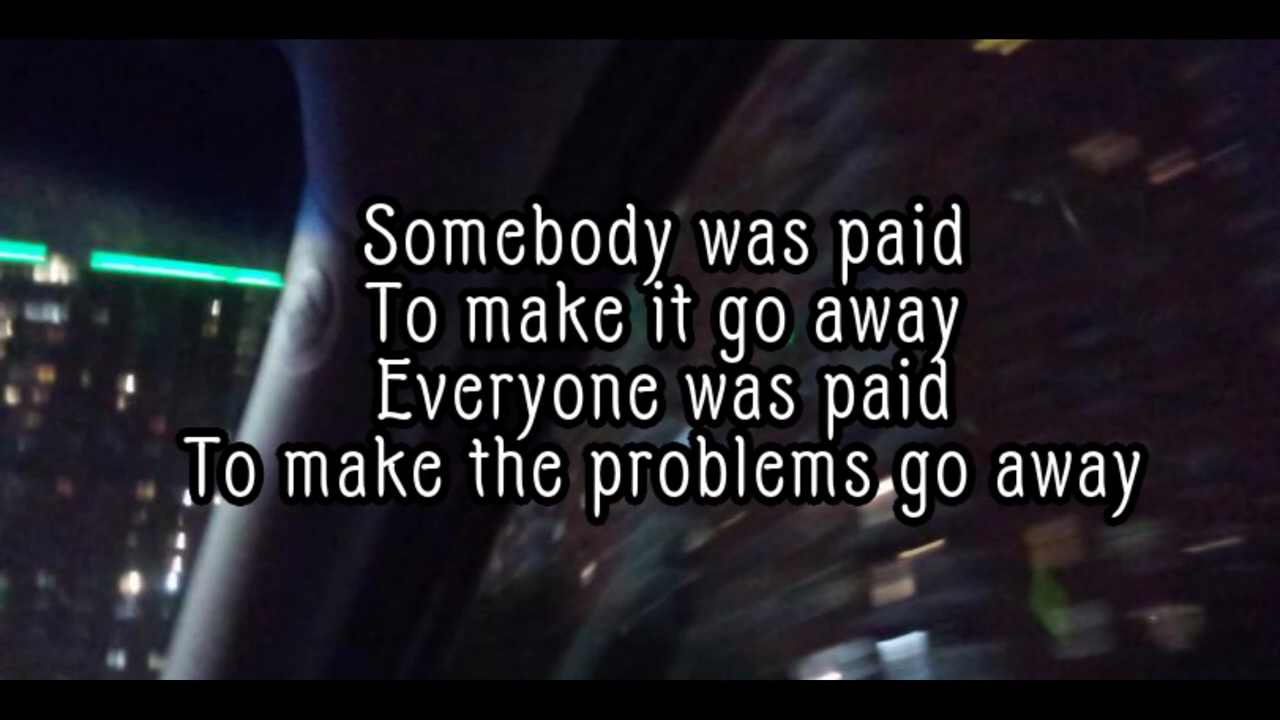 Somebody was paid
To make it go away
Everyone was paid
To make the problems go away